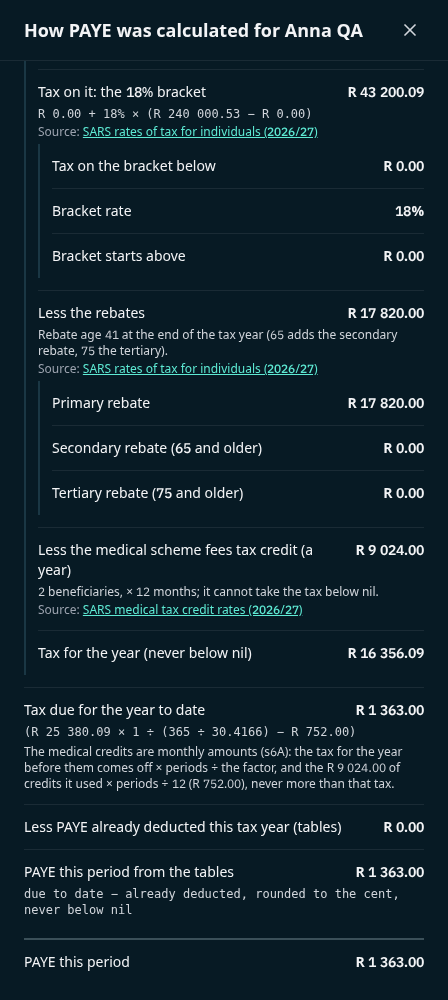 How PAYE was calculated for Anna QA
Tax on it: the 18% bracket R 43 200.09
R 0.00 + 18% × (R 240 000.53 − R 0.00)
Source: SARS rates of tax for individuals (2026/27)
Tax on the bracket below R 0.00
Bracket rate 18%
Bracket starts above R 0.00
Less the rebates R 17 820.00
Rebate age 41 at the end of the tax year (65 adds the secondary
rebate, 75 the tertiary).
Source: SARS rates of tax for individuals (2026/27)
Primary rebate R 17 820.00
Secondary rebate (65 and older) R 0.00
Tertiary rebate (75 and older) R 0.00
Less the medical scheme fees tax credit (a R 9 024.00
year)
2 beneficiaries, × 12 months; it cannot take the tax below nil.
Source: SARS medical tax credit rates (2026/27)
Tax for the year (never below nil) R 16 356.09
Tax due for the year to date R 1 363.00
(R 25 380.09 × 1 ÷ (365 ÷ 30.4166) − R 752.00)
The medical credits are monthly amounts (s6A): the tax for the year
before them comes off × periods ÷ the factor, and the R 9 024.00 of
credits it used × periods ÷ 12 (R 752.00), never more than that tax.
Less PAYE already deducted this tax year (tables) R 0.00
PAYE this period from the tables R 1 363.00
due to date − already deducted, rounded to the cent,
never below nil
PAYE this period R 1 363.00